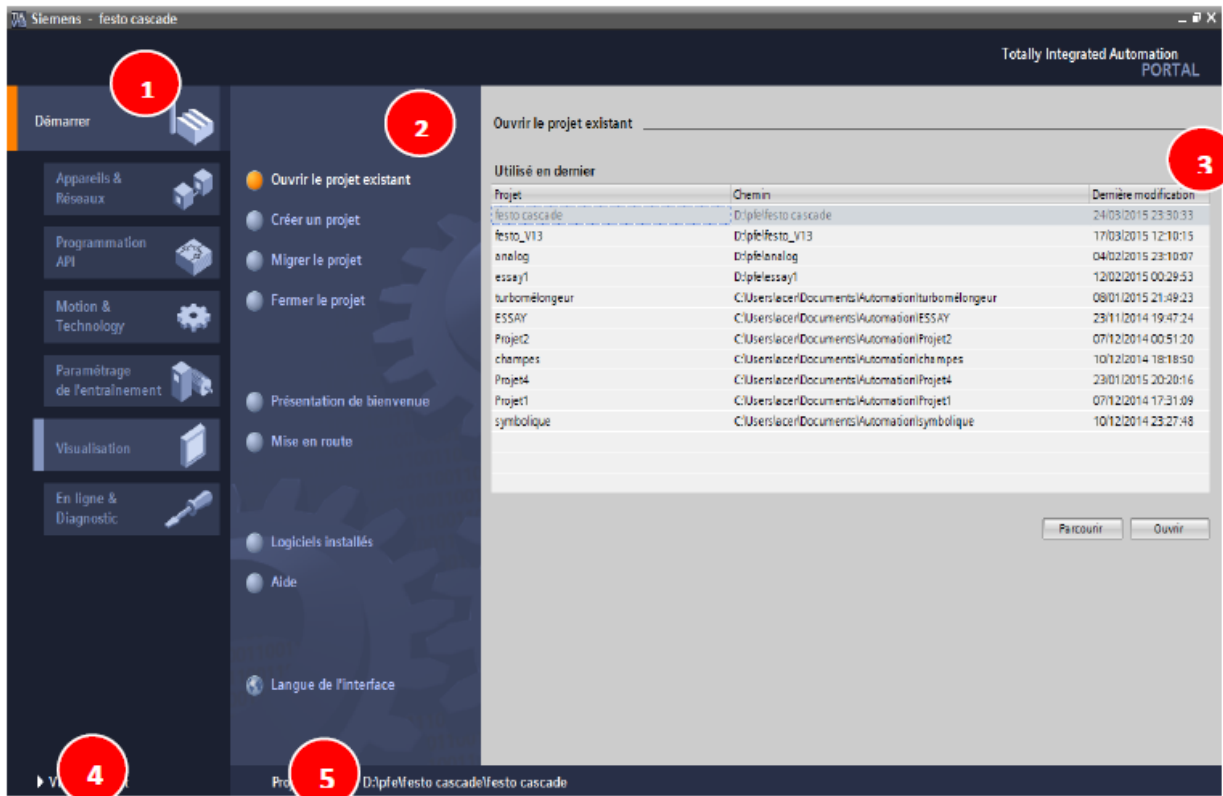 Siemens - festo cascade
Totally Integrated Automation
PORTAL
1
Démarrer
Appareils &
Réseaux
Programmation
API
Motion &
Technology
Paramétrage
de l'entraînement
Visualisation
En ligne &
Diagnostic
4
2
Ouvrir le projet existant
Créer un projet
Migrer le projet
Fermer le projet
Présentation de bienvenue
Mise en route
Logiciels installés
Aide
Langue de l'interface
3
Ouvrir le projet existant
Utilisé en dernier
Projet Chemin Dernière modification
festo cascade D:\pfe\festo cascade 24/03/2015 23:30:33
festo_V13 D:\pfe\festo_V13 17/03/2015 12:10:15
analog D:\pfe\analog 04/02/2015 23:10:07
essay1 D:\pfe\essay1 12/02/2015 00:29:53
turbomélongeur C:\Users\acer\Documents\Automation\turbomélongeur 08/01/2015 21:49:23
ESSAY C:\Users\acer\Documents\Automation\ESSAY 23/11/2014 19:47:24
Projet2 C:\Users\acer\Documents\Automation\Projet2 07/12/2014 00:51:20
champes C:\Users\acer\Documents\Automation\champes 10/12/2014 18:18:50
Projet4 C:\Users\acer\Documents\Automation\Projet4 23/01/2015 20:20:16
Projet1 C:\Users\acer\Documents\Automation\Projet1 07/12/2014 17:31:09
symbolique C:\Users\acer\Documents\Automation\symbolique 10/12/2014 23:27:48
Parcourir Ouvrir
5 D:\pfe\festo cascade\festo cascade